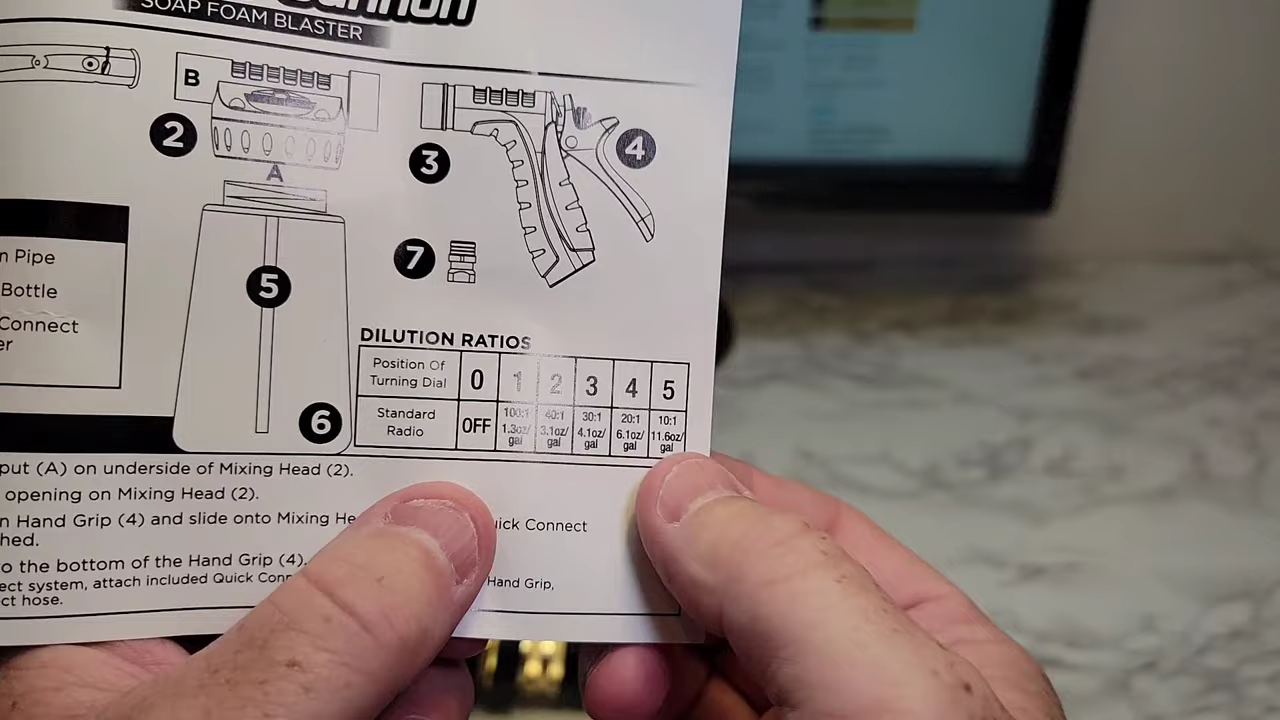 SOAP FOAM BLASTER
B
2
A
3
4
5
6
7
n Pipe
Bottle
Connect
er
DILUTION RATIOS
Position Of Turning Dial 0 1 2 3 4 5
Standard Radio OFF 100:1 1.3oz/ gal 40:1 3.1oz/ gal 30:1 4.1oz/ gal 20:1 6.1oz/ gal 10:1 11.6oz/ gal
put (A) on underside of Mixing Head (2).
opening on Mixing Head (2).
n Hand Grip (4) and slide onto Mixing He uick Connect
hed.
o the bottom of the Hand Grip (4).
ect system, attach included Quick Conn Hand Grip,
ct hose.